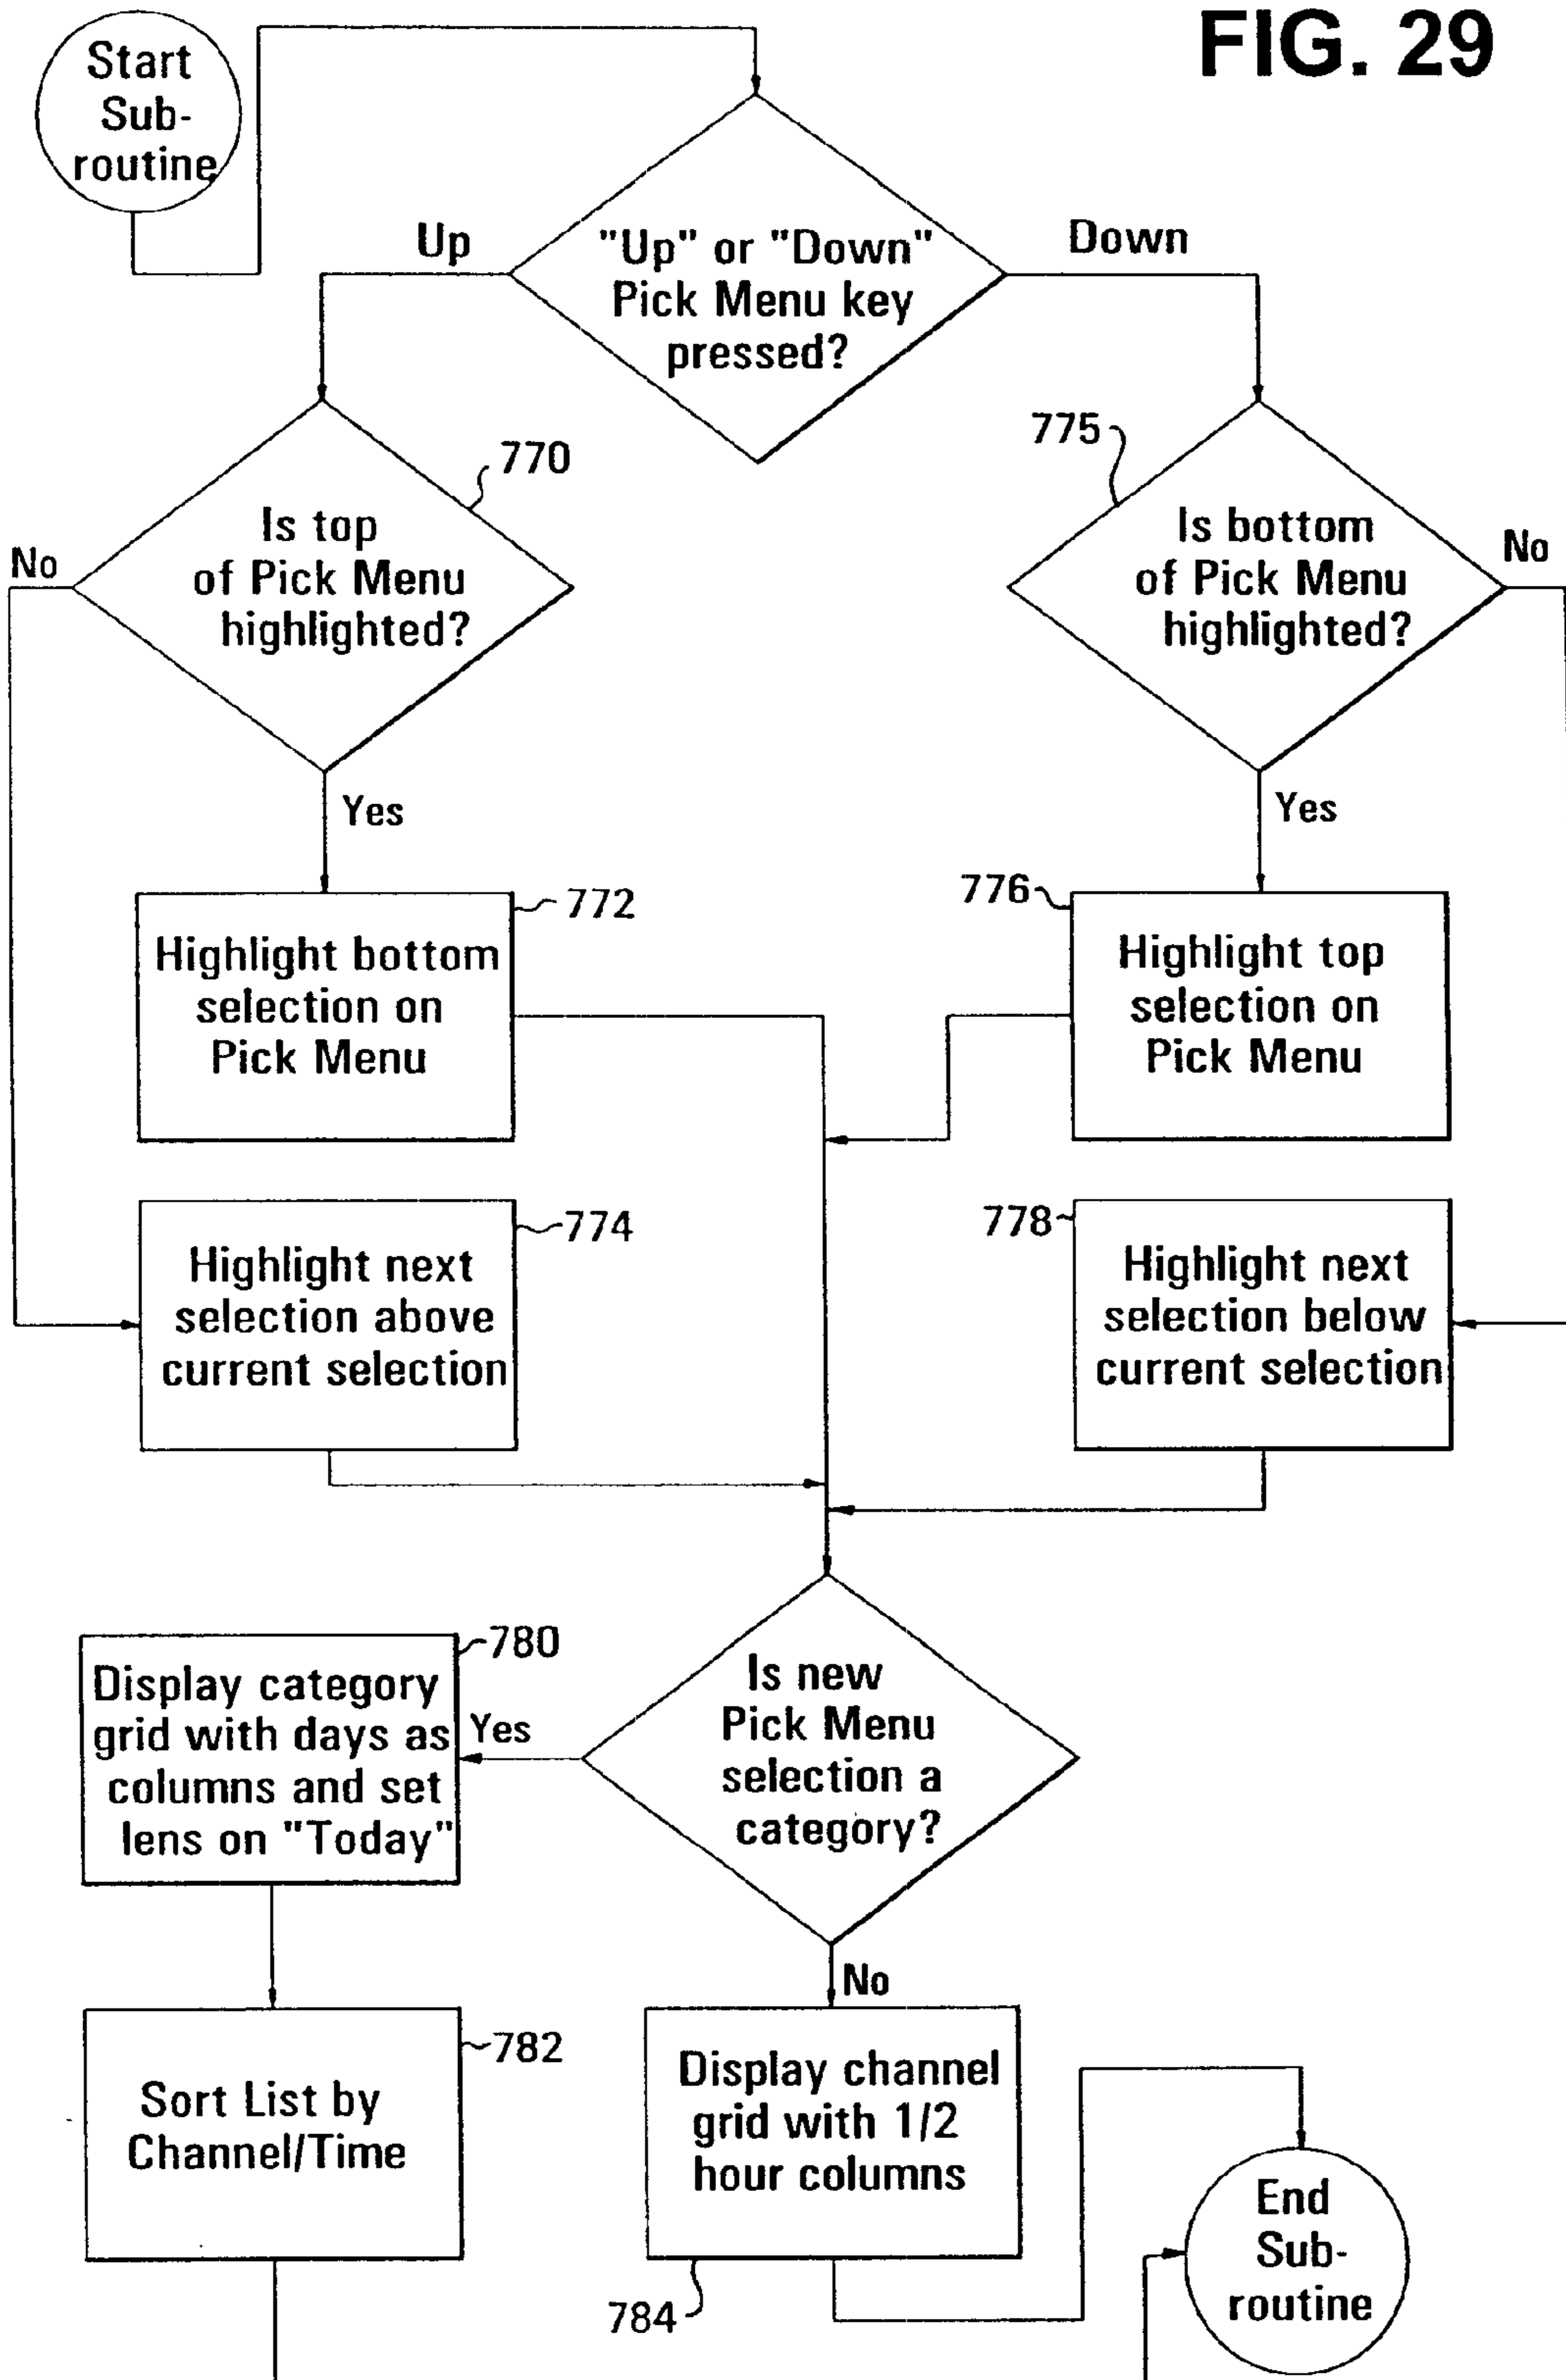 FIG. 29
Start
Sub-
routine
"Up" or "Down"
Pick Menu key
pressed?
Up
Down
770
Is top
of Pick Menu
highlighted?
No
Yes
775
Is bottom
of Pick Menu
highlighted?
No
Yes
772
Highlight bottom
selection on
Pick Menu
776
Highlight top
selection on
Pick Menu
774
Highlight next
selection above
current selection
778
Highlight next
selection below
current selection
780
Display category
grid with days as
columns and set
lens on "Today"
Yes
Is new
Pick Menu
selection a
category?
No
782
Sort List by
Channel/Time
Display channel
grid with 1/2
hour columns
784
End
Sub-
routine